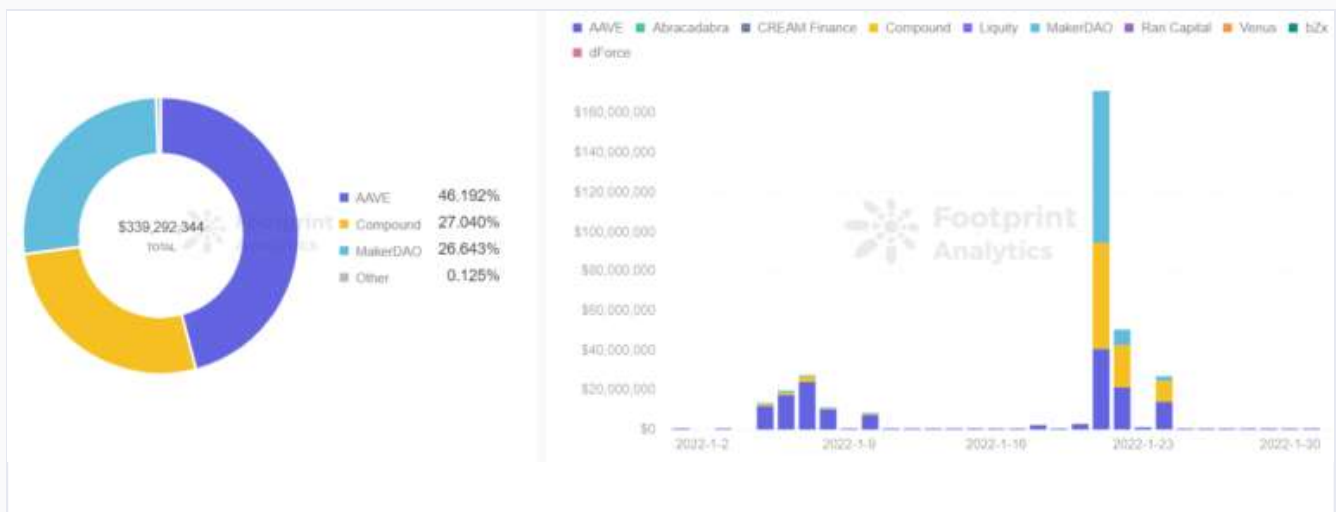 $339,292,344
TOTAL
AAVE 46.192%
Compound 27.040%
MakerDAO 26.643%
Other 0.125%
AAVE Abracadabra CREAM Finance Compound Liquity MakerDAO Rari Capital Venus bZx
dForce
$160,000,000
$140,000,000
$120,000,000
$100,000,000
$80,000,000
$60,000,000
$40,000,000
$20,000,000
$0
2022-1-2 2022-1-9 2022-1-16 2022-1-23 2022-1-30
Footprint
Analytics